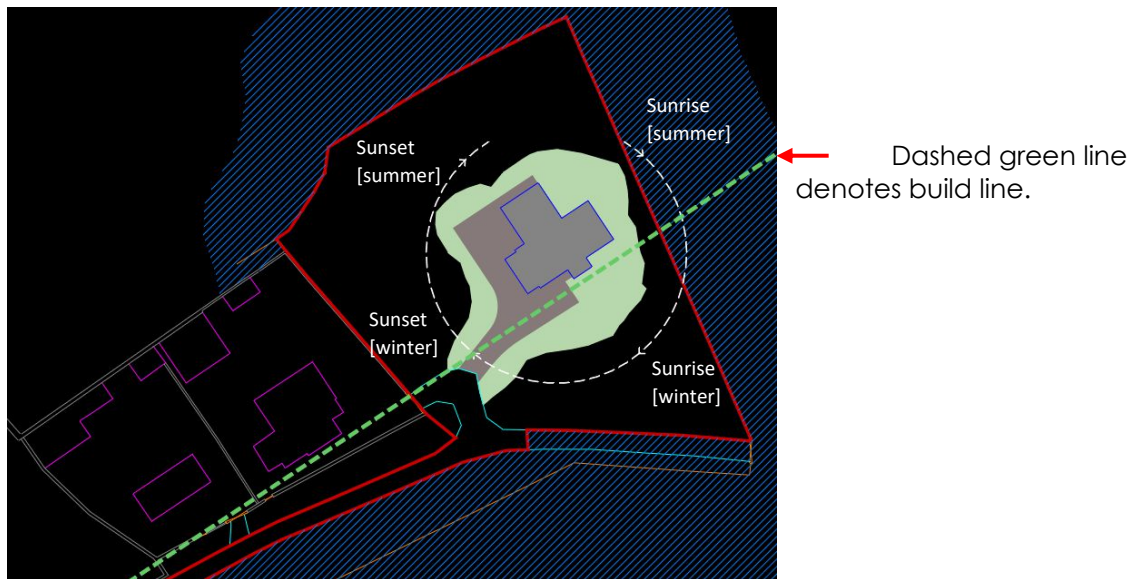 Sunrise
[summer]
Sunset
[summer]
Dashed green line
denotes build line.
Sunset
[winter]
Sunrise
[winter]